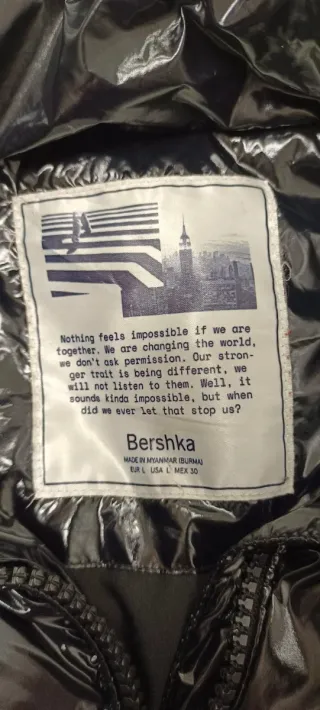 Nothing feels impossible if we are
together. We are changing the world,
we don't ask permission. Our stron-
ger trait is being different, we
will not listen to them. Well, it
sounds kinda impossible, but when
did we ever let that stop us?
Bershka
MADE IN MYANMAR (BURMA)
EUR L USA L MEX 30